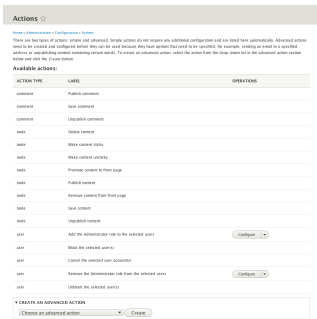 Actions
Home » Administration » Configuration » System
There are two types of actions: simple and advanced. Simple actions do not require any additional configuration and are listed here automatically. Advanced actions
need to be created and configured before they can be used because they have options that need to be specified; for example, sending an email to a specified
address or unpublishing content containing certain words. To create an advanced action, select the action from the drop-down list in the advanced action section
below and click the Create button.
Available actions:
ACTION TYPE LABEL OPERATIONS
comment Publish comment
comment Save comment
comment Unpublish comment
node Delete content
node Make content sticky
node Make content unsticky
node Promote content to front page
node Publish content
node Remove content from front page
node Save content
node Unpublish content
user Add the Administrator role to the selected users Configure
user Block the selected user(s)
user Cancel the selected user account(s)
user Remove the Administrator role from the selected users Configure
user Unblock the selected user(s)
CREATE AN ADVANCED ACTION
Choose an advanced action Create